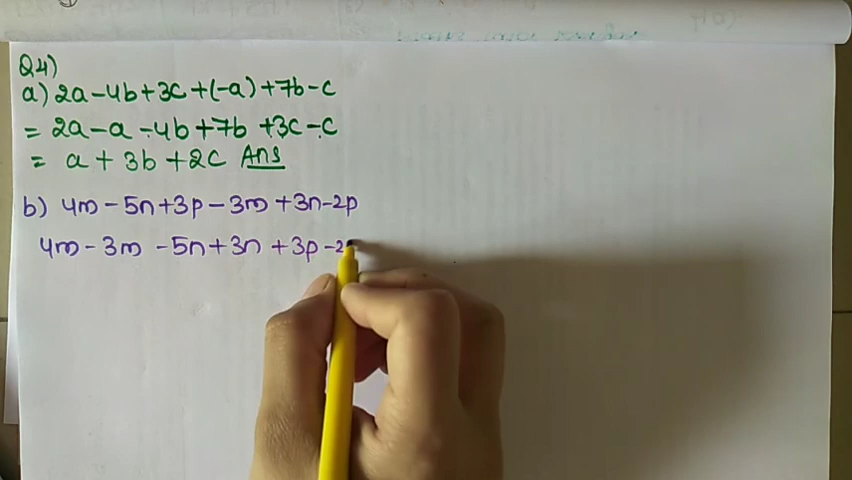 Q4)
a) 2a-4b+3c+(-a)+7b-c
= 2a-a-4b+7b+3c-c
= a+3b+2c Ans
b) 4m-5n+3p-3m+3n-2p
4m-3m-5n+3n+3p-2